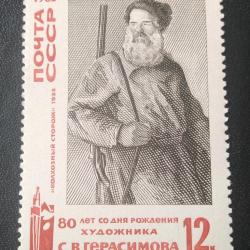 ПОЧТА
СССР
«КОЛХОЗНЫЙ СТОРОЖ» 1933
80 ЛЕТ СО ДНЯ РОЖДЕНИЯ
ХУДОЖНИКА
С.В.ГЕРАСИМОВА
12к